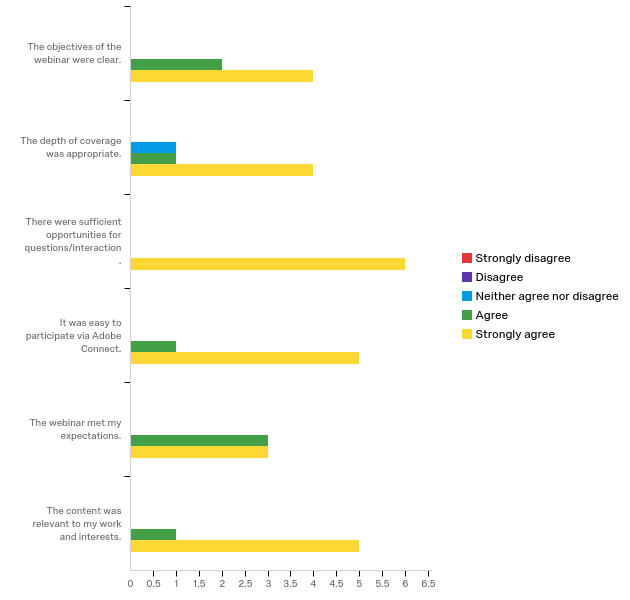 The objectives of the
webinar were clear.
The depth of coverage
was appropriate.
There were sufficient
opportunities for
questions/interaction
.
It was easy to
participate via Adobe
Connect.
The webinar met my
expectations.
The content was
relevant to my work
and interests.
0 0.5 1 1.5 2 2.5 3 3.5 4 4.5 5 5.5 6 6.5
Strongly disagree
Disagree
Neither agree nor disagree
Agree
Strongly agree